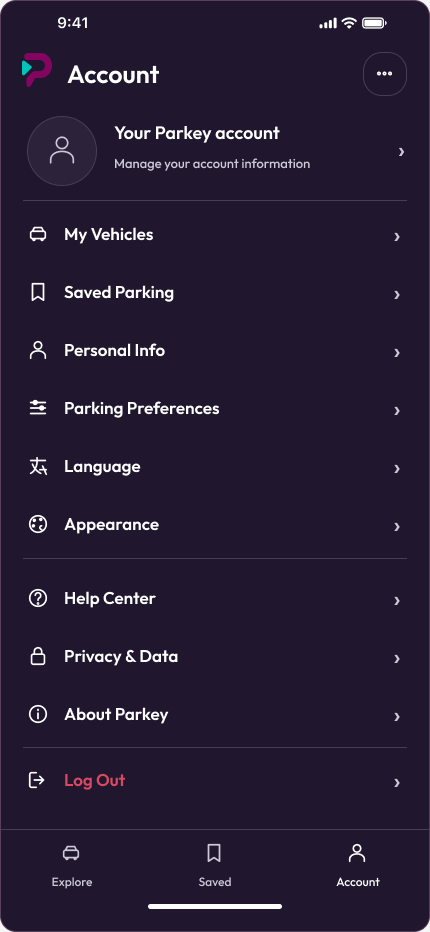 9:41
Account
Your Parkey account
Manage your account information
My Vehicles
Saved Parking
Personal Info
Parking Preferences
Language
Appearance
Help Center
Privacy & Data
About Parkey
Log Out
Explore
Saved
Account